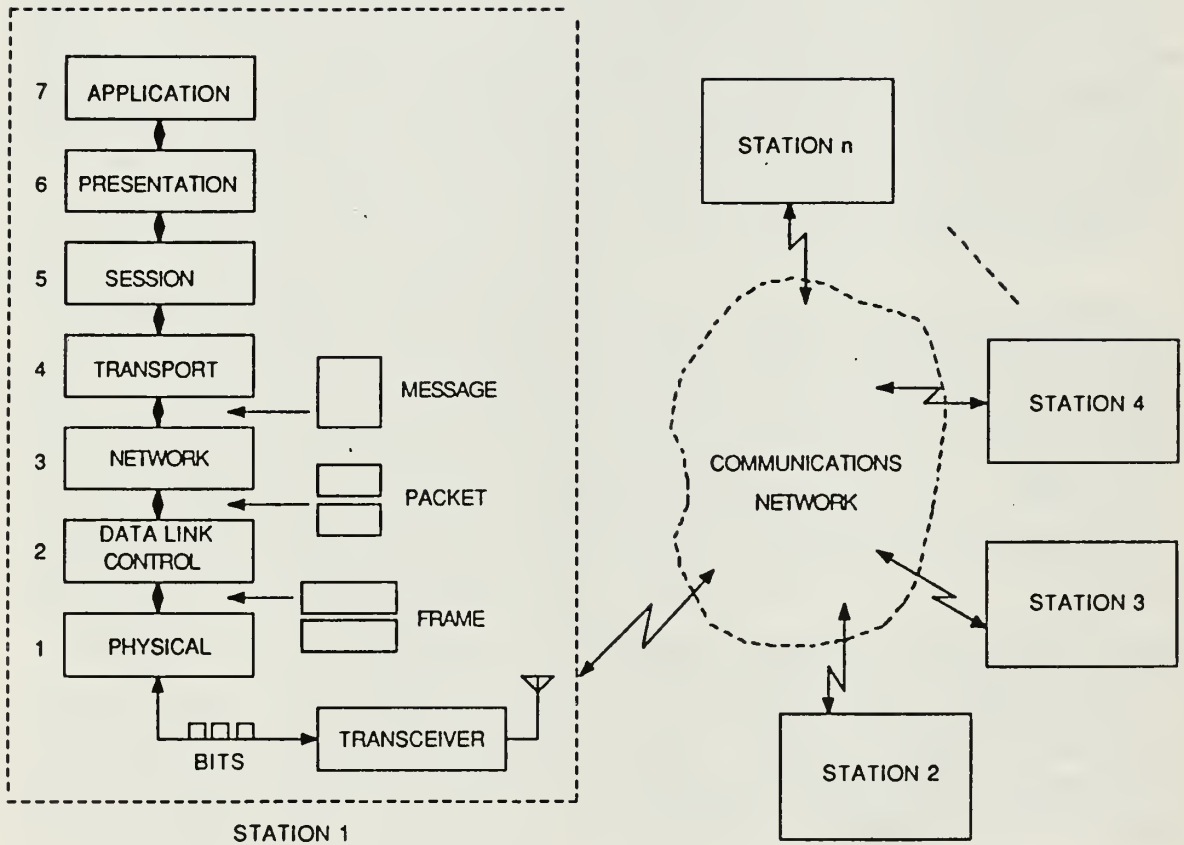 7 APPLICATION
6 PRESENTATION
5 SESSION
4 TRANSPORT
MESSAGE
3 NETWORK
PACKET
2 DATA LINK
CONTROL
FRAME
1 PHYSICAL
BITS
TRANSCEIVER
STATION 1
STATION n
STATION 4
COMMUNICATIONS
NETWORK
STATION 3
STATION 2